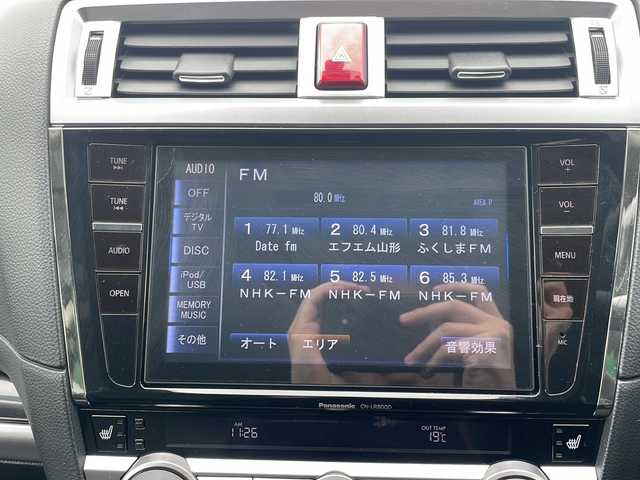 TUNE
TUNE
AUDIO
OPEN
AUDIO
OFF
デジタル
TV
DISC
iPod/
USB
MEMORY
MUSIC
その他
FM
80.0 MHz
AREA P
1 77.1 MHz
Date fm
2 80.4 MHz
エフエム山形
3 81.8 MHz
ふくしまFM
4 82.1 MHz
NHK-FM
5 82.5 MHz
NHK-FM
6 85.3 MHz
NHK-FM
オート
エリア
音響効果
VOL
+
VOL
-
MENU
現在地
MIC
Panasonic CN-LR800D
AM
11:26
OUT TEMP
19℃